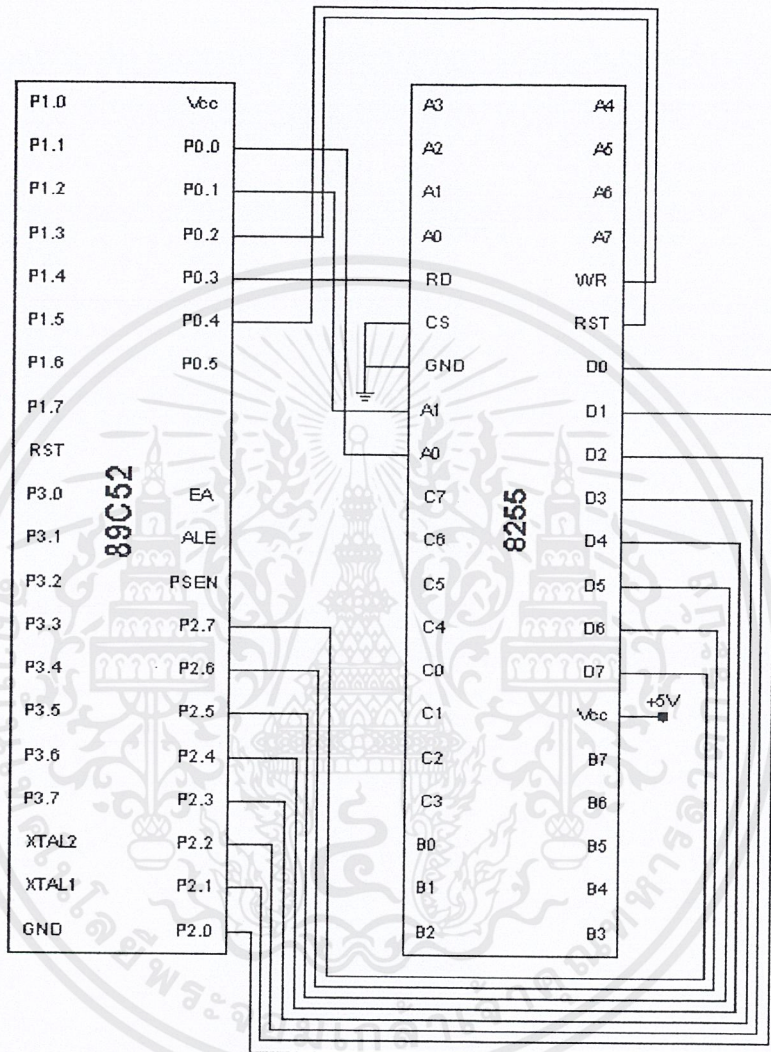 P1.0 Vcc
P1.1 P0.0
P1.2 P0.1
P1.3 P0.2
P1.4 P0.3
P1.5 P0.4
P1.6 P0.5
P1.7
RST
P3.0 EA
P3.1 ALE
P3.2 PSEN
P3.3 P2.7
P3.4 P2.6
P3.5 P2.5
P3.6 P2.4
P3.7 P2.3
XTAL2 P2.2
XTAL1 P2.1
GND P2.0
89C52
A3 A4
A2 A5
A1 A6
A0 A7
RD WR
CS RST
GND D0
A1 D1
A0 D2
C7 D3
C6 D4
C5 D5
C4 D6
C0 D7
C1 Vcc
C2 B7
C3 B6
B0 B5
B1 B4
B2 B3
8255
+5V